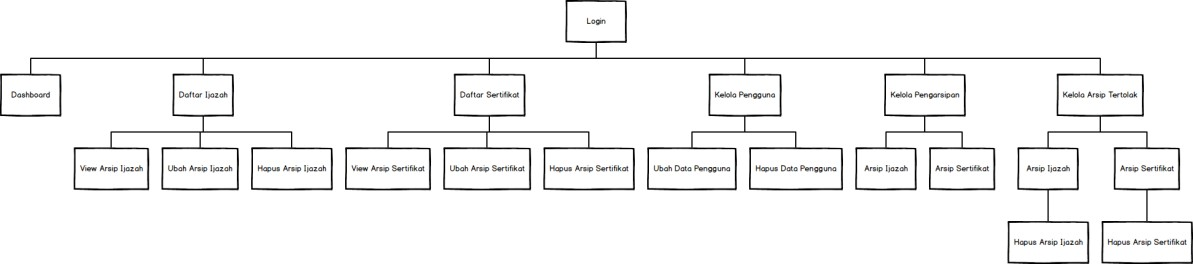 Login
Dashboard
Daftar Ijazah
Daftar Sertifikat
Kelola Pengguna
Kelola Pengarsipan
Kelola Arsip Tertolak
View Arsip Ijazah
Ubah Arsip Ijazah
Hapus Arsip Ijazah
View Arsip Sertifikat
Ubah Arsip Sertifikat
Hapus Arsip Sertifikat
Ubah Data Pengguna
Hapus Data Pengguna
Arsip Ijazah
Arsip Sertifikat
Arsip Ijazah
Arsip Sertifikat
Hapus Arsip Ijazah
Hapus Arsip Sertifikat